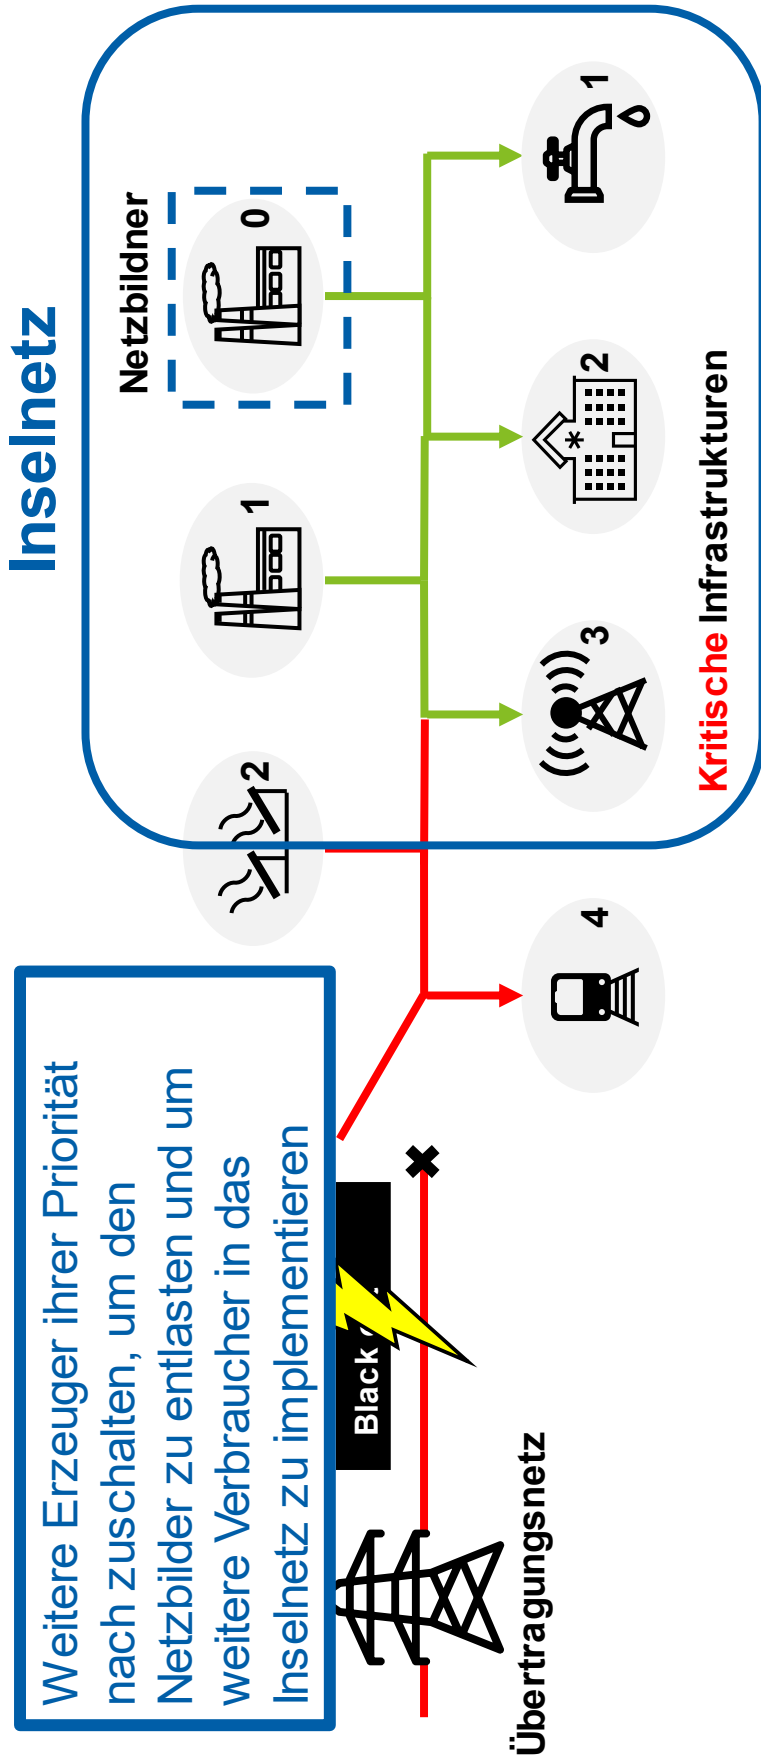 Weitere Erzeuger ihrer Priorität
nach zuschalten, um den
Netzbilder zu entlasten und um
weitere Verbraucher in das
Inselnetz zu implementieren
Black
Übertragungsnetz
Inselnetz
Netzbildner
2
1
0
4
3
2
1
Kritische Infrastrukturen